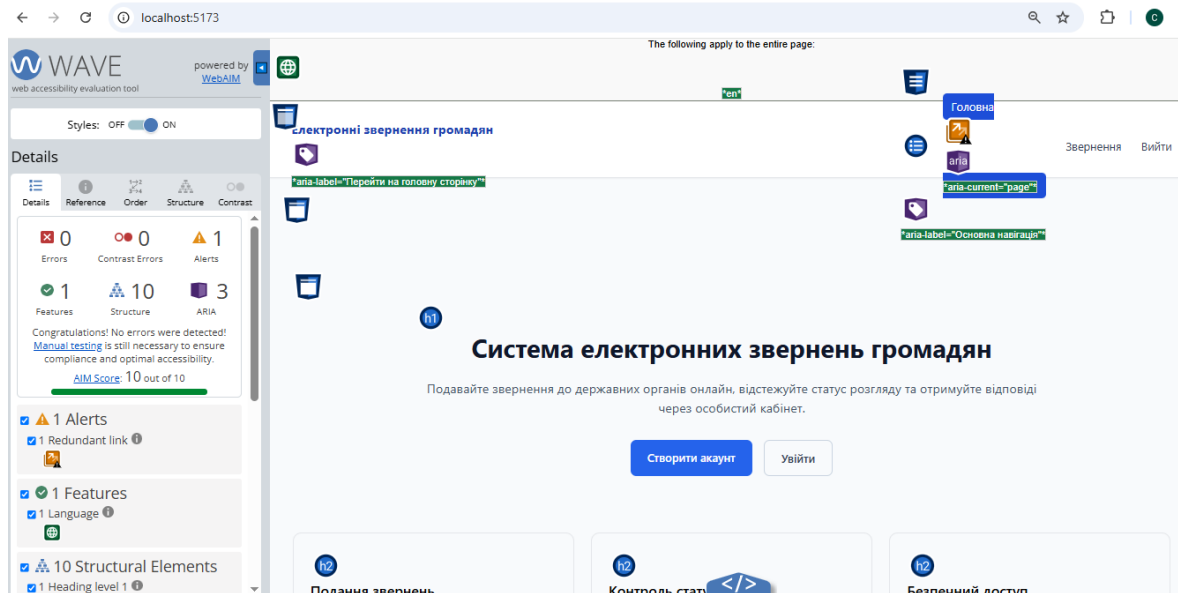 localhost:5173
C
WAVE
web accessibility evaluation tool
powered by
WebAIM
Styles: OFF ON
Details
Details Reference Order Structure Contrast
0 0 1
Errors Contrast Errors Alerts
1 10 3
Features Structure ARIA
Congratulations! No errors were detected!
Manual testing is still necessary to ensure
compliance and optimal accessibility.
AIM Score: 10 out of 10
1 Alerts
1 Redundant link
1 Features
1 Language
10 Structural Elements
1 Heading level 1
The following apply to the entire page:
*en*
Електронні звернення громадян
*aria-label="Перейти на головну сторінку"*
Головна
aria
*aria-current="page"*
*aria-label="Основна навігація"*
Звернення Вийти
h1
Система електронних звернень громадян
Подавайте звернення до державних органів онлайн, відстежуйте статус розгляду та отримуйте відповіді
через особистий кабінет.
Створити акаунт Увійти
h2 h2 h2
Подання звернень Контроль стату Безпечний доступ
</>